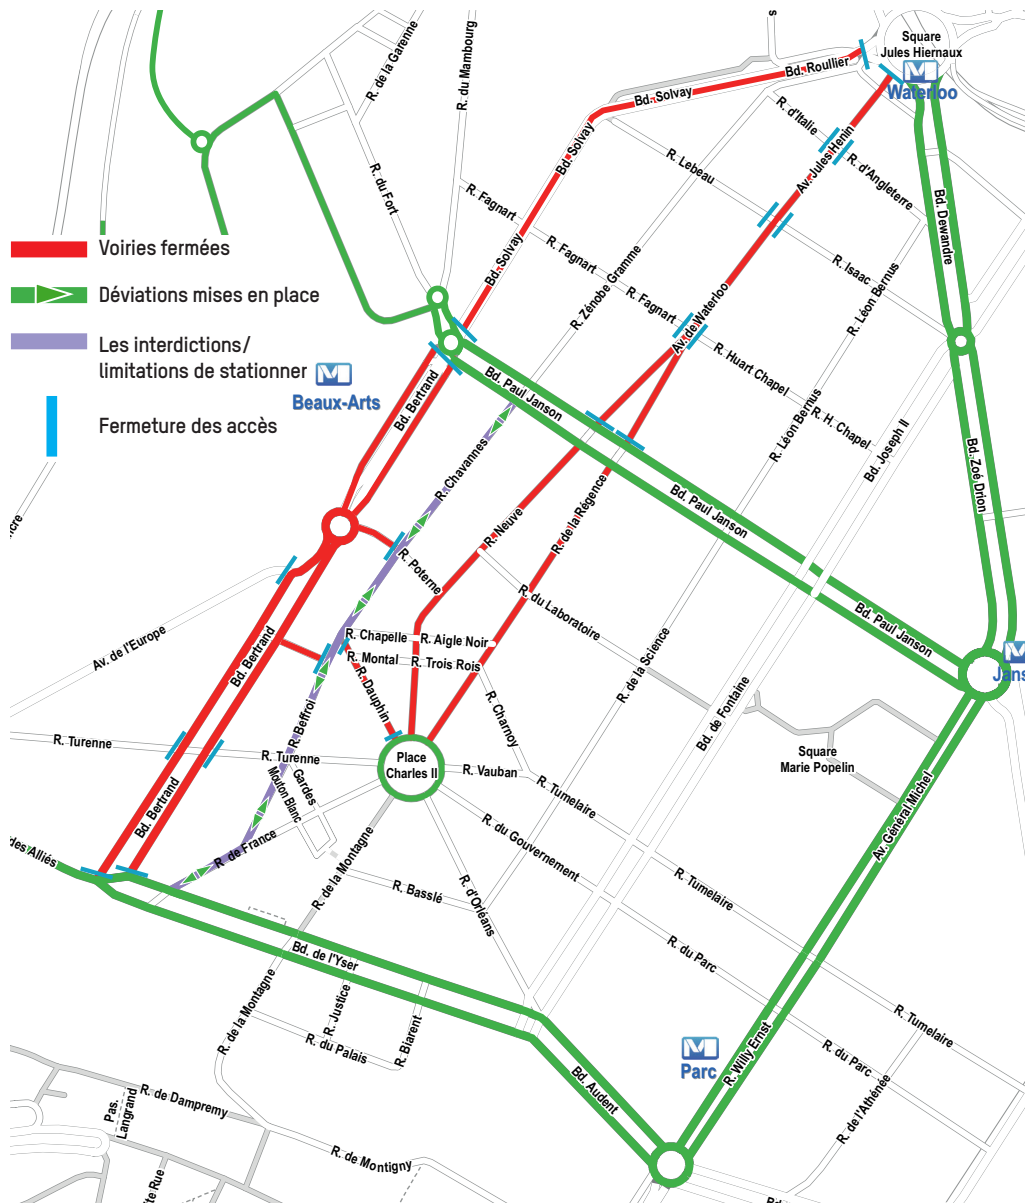 Square
Jules Hiernaux
Waterloo
Bd. Roullier
Bd. Solvay
R. de la Garenne
R. du Mambourg
R. d'Italie
Av. Jules Henin
R. d'Angleterre
Bd. Dewandre
R. Lebeau
Bd. Solvay
R. du Fort
R. Fagnart
Bd. Solvay
R. Fagnart
R. Fagnart
R. Zénobe Gramme
Av. de Waterloo
R. Isaac
R. Léon Bernus
Voiries fermées
Déviations mises en place
Les interdictions/
limitations de stationner
Fermeture des accès
Beaux-Arts
Bd. Bertrand
Bd. Paul Janson
R. Huart Chapel
R. H. Chapel
R. Léon Bernus
Bd. Joseph II
Bd. Zoé Drion
R. Chavannes
Bd. Paul Janson
R. Neuve
R. de la Régence
R. Poterne
R. du Laboratoire
Bd. Paul Janson
Jans
Av. de l'Europe
Bd. Bertrand
R. Chapelle
R. Aigle Noir
R. Montal
R. Trois Rois
R. Dauphin
R. Charnoy
R. de la Science
Bd. de Fontaine
R. Beffroi
R. Turenne
R. Turenne
Place
Charles II
R. Vauban
R. Tumelaire
Square
Marie Popelin
Gardes
Mouton Blanc
Bd. Bertrand
R. de France
R. de la Montagne
R. du Gouvernement
Av. Général Michel
des Alliés
R. Basslé
R. d'Orléans
R. Tumelaire
Bd. de l'Yser
R. du Parc
R. de la Montagne
R. Justice
R. du Palais
R. Biarent
Bd. Audent
Parc
R. Willy Ernst
R. Tumelaire
R. du Parc
R. de l'Athénée
R. de Dampremy
Pas.
Langrand
R. de Montigny